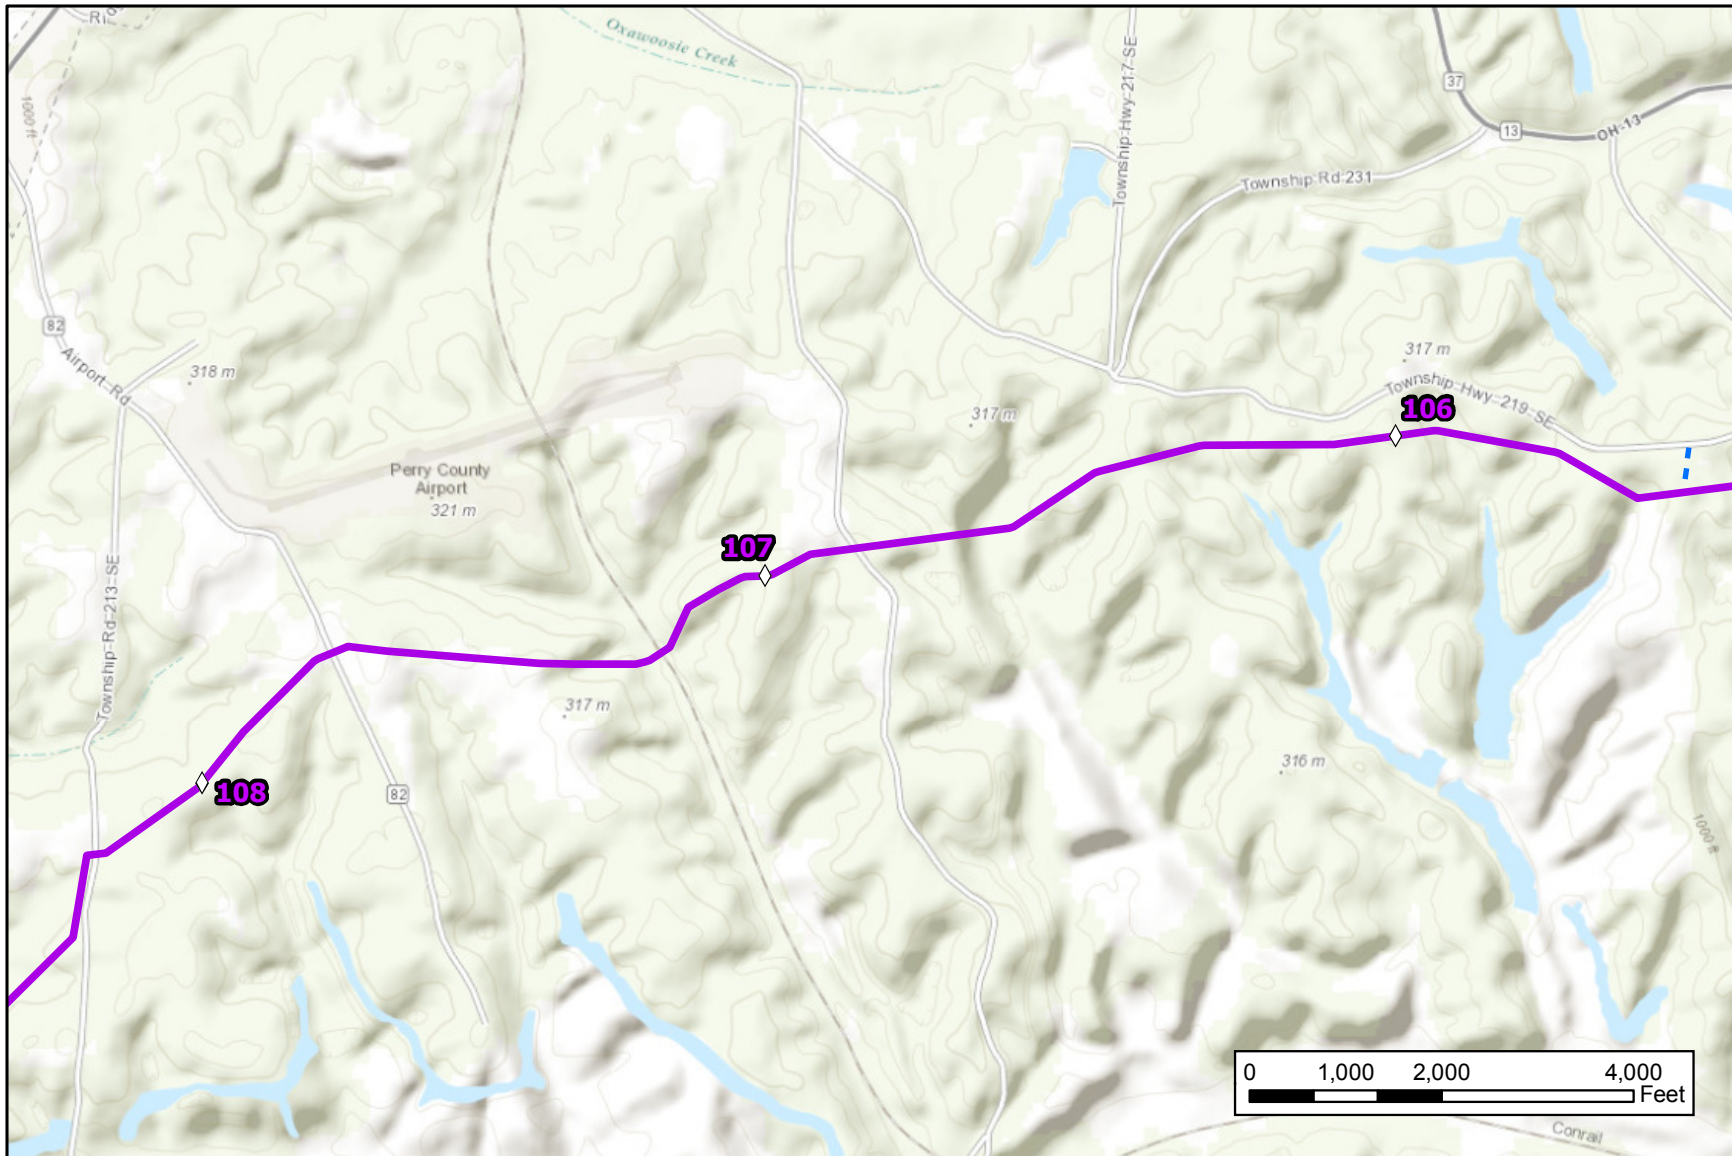 RI
Oxawoosie Creek
1000 ft
Township Hwy 217 SE
37
13
OH-13
Township Rd 231
82
Airport Rd
318 m
317 m
317 m
Township Hwy 219 SE
106
Perry County
Airport
321 m
107
Township Rd 213 SE
317 m
316 m
108
82
1000 ft
0 1,000 2,000 4,000
Feet
Conrail